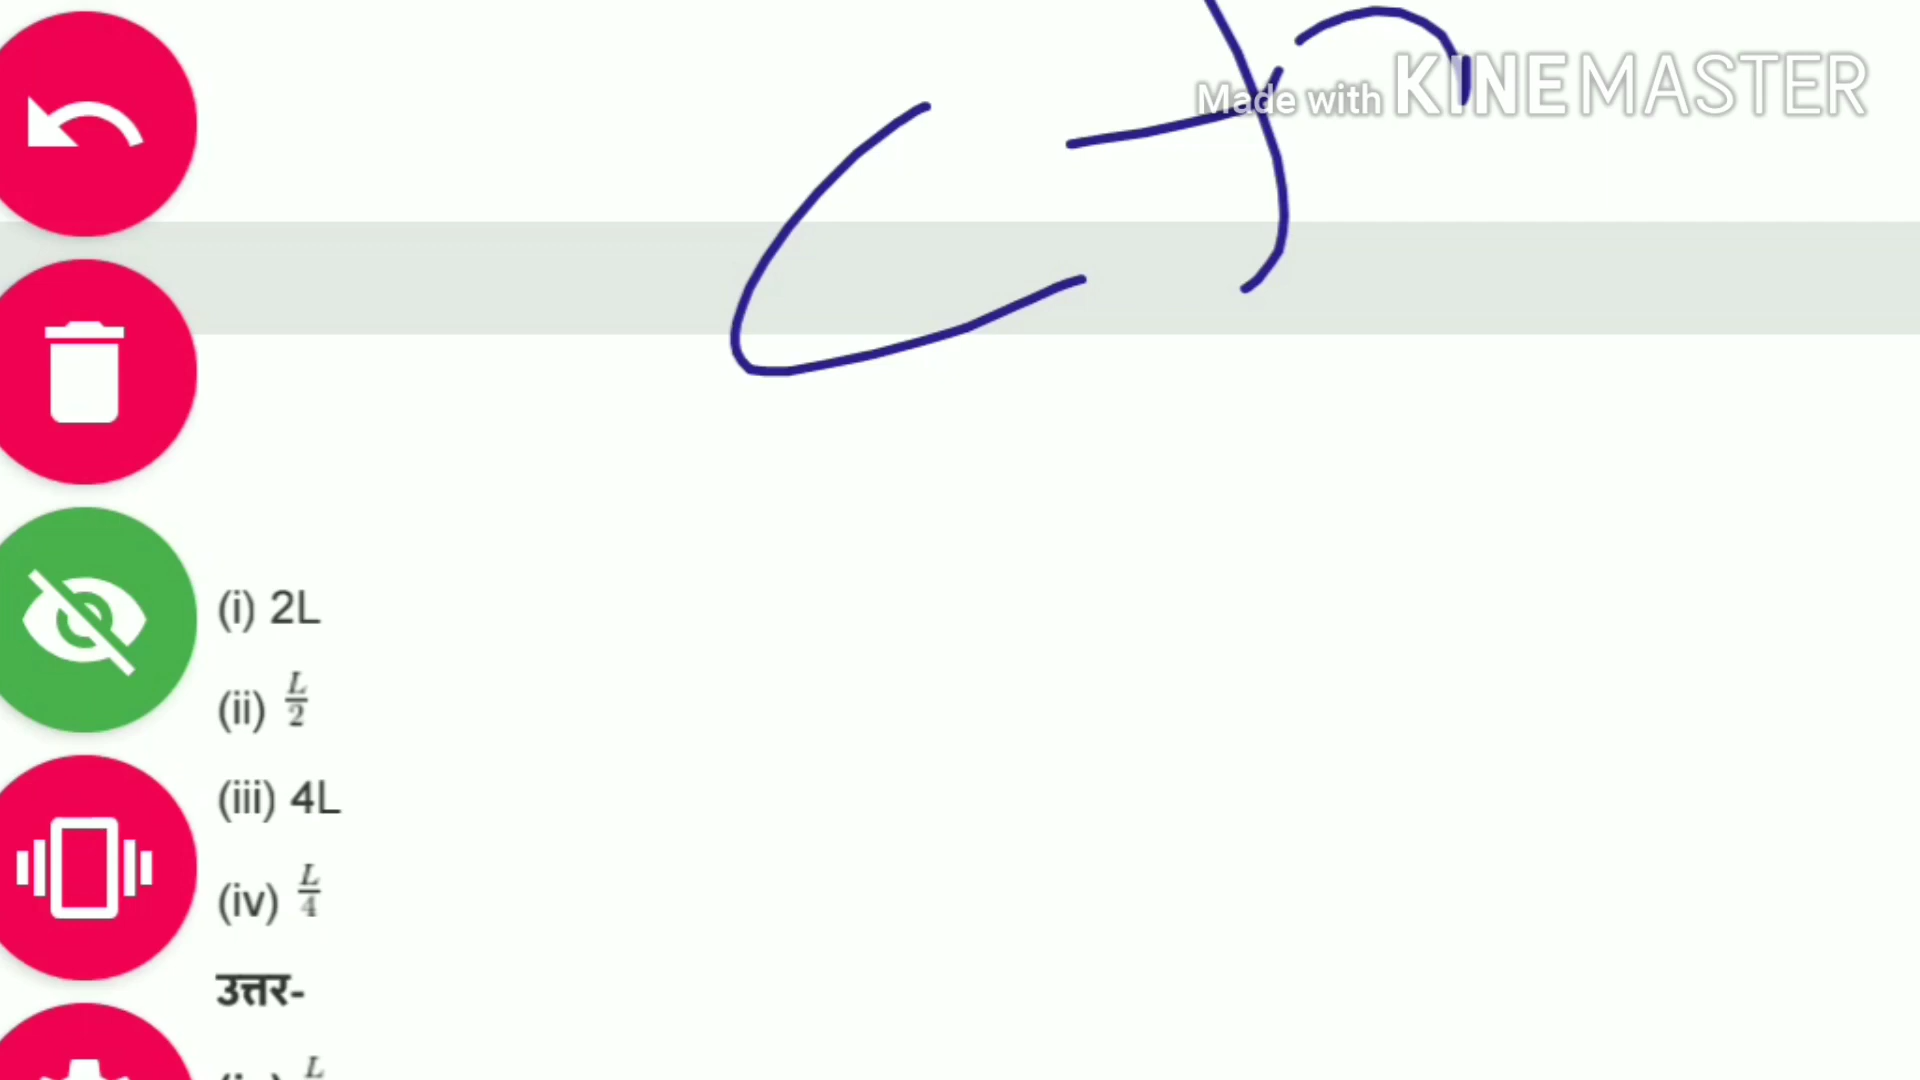 Made with KINEMASTER
(i) 2L
(ii) L/2
(iii) 4L
(iv) L/4
उत्तर-